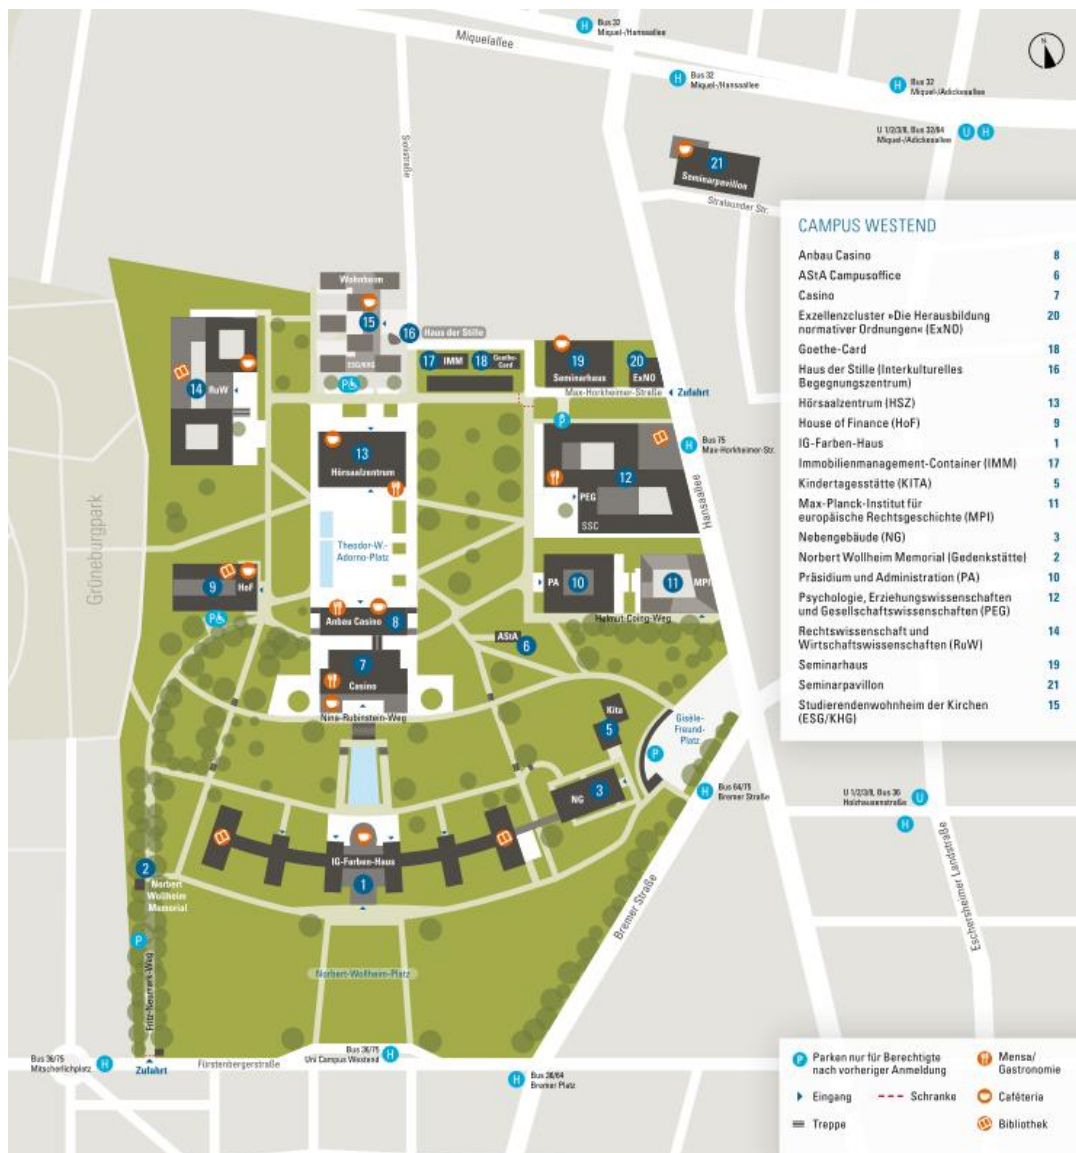 Bus 32
Miquel-/Hansaallee
N
Miquelallee
Bus 32
Miquel-/Hansaallee
Bus 32
Miquel-/Adickesallee
U 1/2/3/8, Bus 32/64
Miquel-/Adickesallee
H
H
H
U H
Siolistraße
21
Seminarpavillon
Stralsunder Str.
CAMPUS WESTEND
Anbau Casino 8
AStA Campusoffice 6
Casino 7
Exzellenzcluster »Die Herausbildung
normativer Ordnungen« (ExNO) 20
Goethe-Card 18
Haus der Stille (Interkulturelles
Begegnungszentrum) 16
Hörsaalzentrum (HSZ) 13
House of Finance (HoF) 9
IG-Farben-Haus 1
Immobilienmanagement-Container (IMM) 17
Kindertagesstätte (KITA) 5
Max-Planck-Institut für
europäische Rechtsgeschichte (MPI) 11
Nebengebäude (NG) 3
Norbert Wollheim Memorial (Gedenkstätte) 2
Präsidium und Administration (PA) 10
Psychologie, Erziehungswissenschaften
und Gesellschaftswissenschaften (PEG) 12
Rechtswissenschaft und
Wirtschaftswissenschaften (RuW) 14
Seminarhaus 19
Seminarpavillon 21
Studierendenwohnheim der Kirchen
(ESG/KHG) 15
Wohnheim
15
16 Haus der Stille
ESG/KHG
17 IMM
18 Goethe-
Card
19
Seminarhaus
20
ExNO
14 RuW
P
Max-Horkheimer-Straße
Zufahrt
P
H
Bus 75
Max-Horkheimer-Str.
13
Hörsaalzentrum
12
PEG
SSC
Hansaallee
Grüneburgpark
Theodor-W.-
Adorno-Platz
9 HoF
P
PA 10
11 MPI
Helmut-Coing-Weg
Anbau Casino 8
AStA
6
7
Casino
Nina-Rubinstein-Weg
Kita
5
Gisèle-
Freund-
Platz
P
NG 3
H
Bus 64/75
Bremer Straße
U 1/2/3/8, Bus 36
Holzhausenstraße
U
H
IG-Farben-Haus
1
2
Norbert
Wollheim
Memorial
P
Fritz-Neumark-Weg
Bremer Straße
Eschersheimer Landstraße
Norbert-Wollheim-Platz
Bus 36/75
Mitscherlichplatz
H
Zufahrt
Fürstenbergerstraße
Bus 36/75
Uni Campus Westend
H
H
Bus 36/64
Bremer Platz
P Parken nur für Berechtigte
nach vorheriger Anmeldung
Eingang
Schranke
Treppe
Mensa/
Gastronomie
Caféteria
Bibliothek